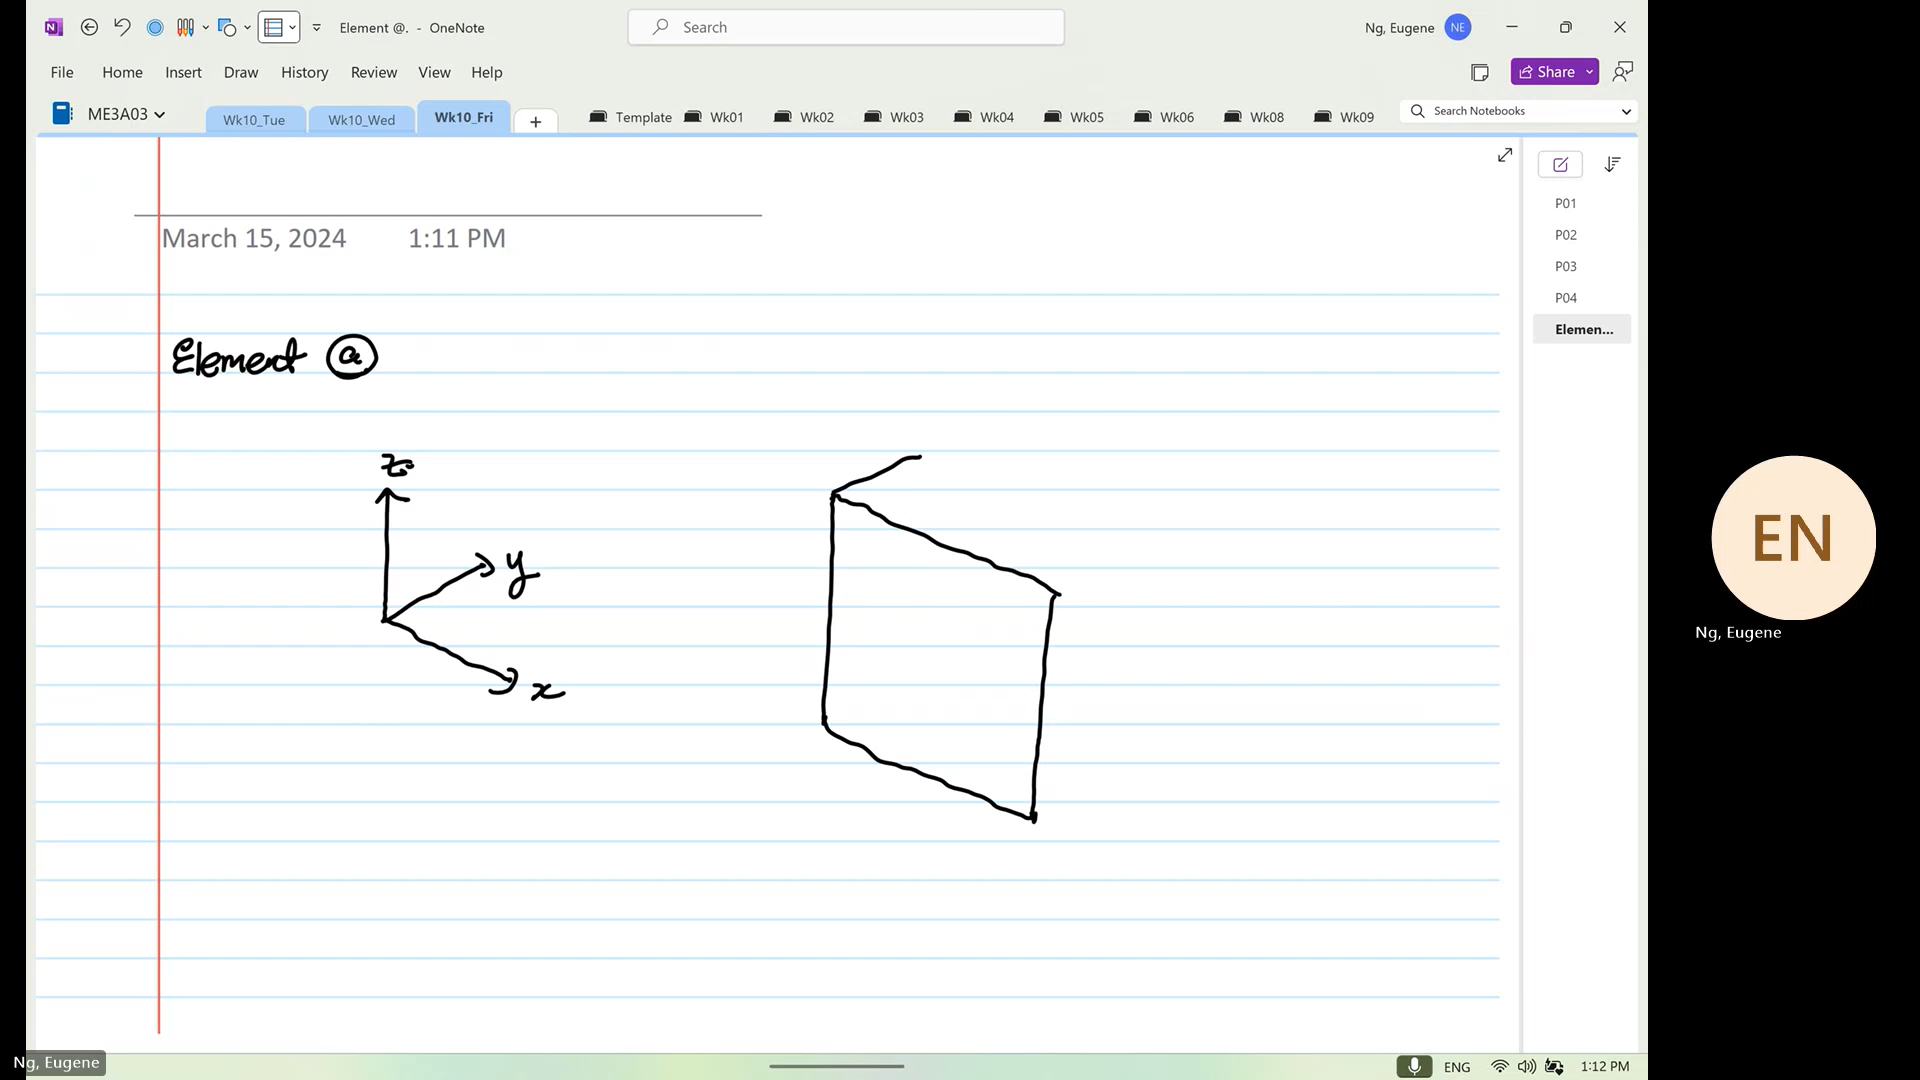 Element @. - OneNote
Search
Ng, Eugene
NE
File Home Insert Draw History Review View Help
Share
ME3A03
Wk10_Tue
Wk10_Wed
Wk10_Fri
+
Template
Wk01
Wk02
Wk03
Wk04
Wk05
Wk06
Wk08
Wk09
Search Notebooks
March 15, 2024 1:11 PM
P01
P02
P03
P04
Elemen...
Element ⓐ
z
y
x
EN
Ng, Eugene
Ng, Eugene
ENG
1:12 PM